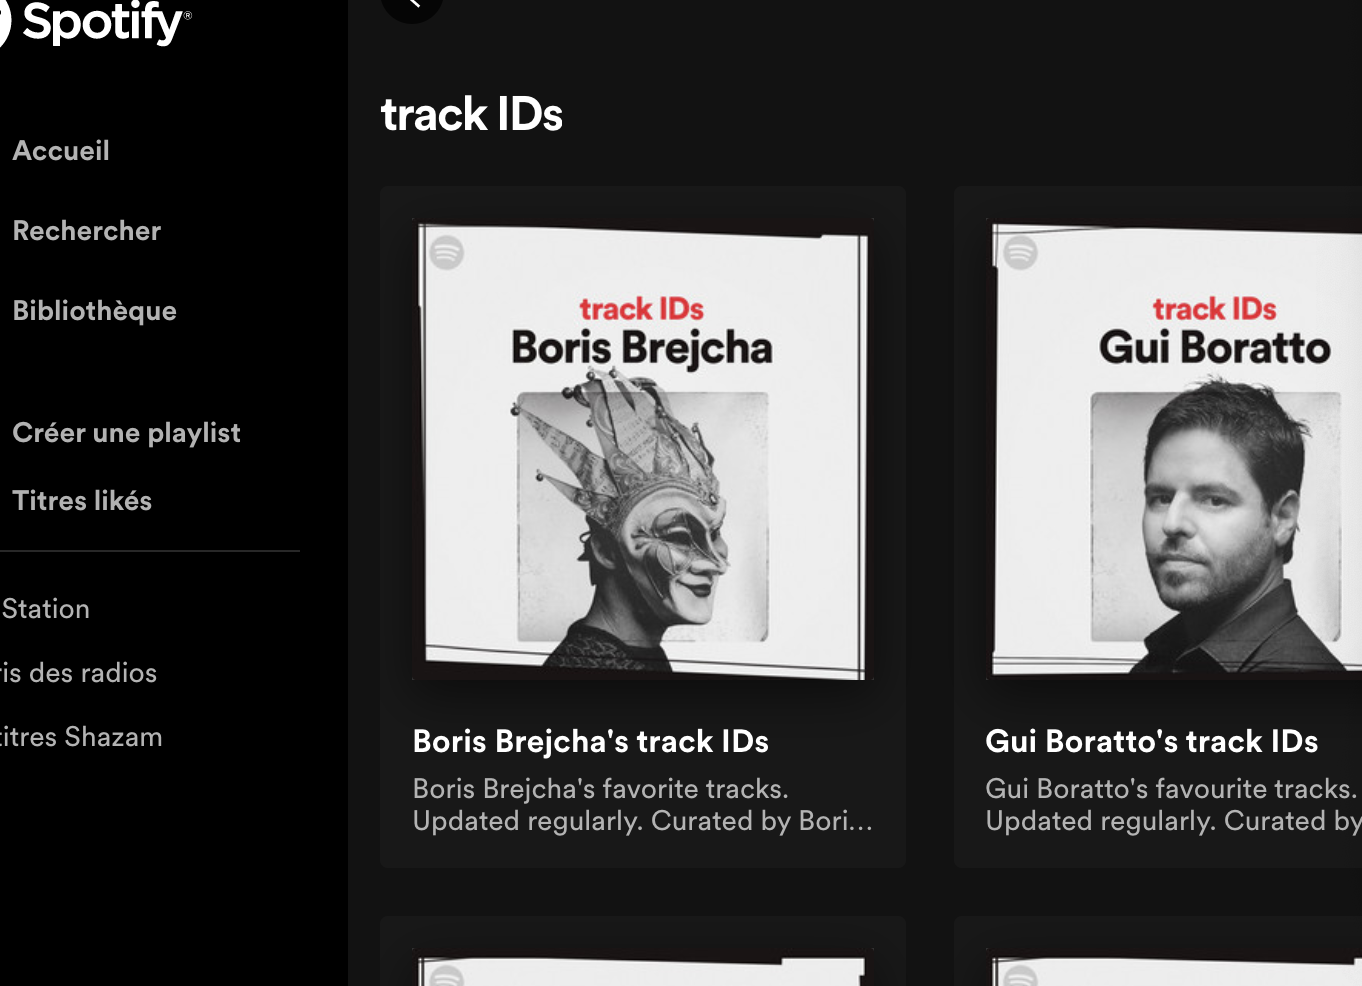 Spotify®
Accueil
Rechercher
Bibliothèque
Créer une playlist
Titres likés
Station
des radios
titres Shazam
track IDs
track IDs
Boris Brejcha
Boris Brejcha's track IDs
Boris Brejcha's favorite tracks.
Updated regularly. Curated by Bori...
track IDs
Gui Boratto
Gui Boratto's track IDs
Gui Boratto's favourite tracks.
Updated regularly. Curated by